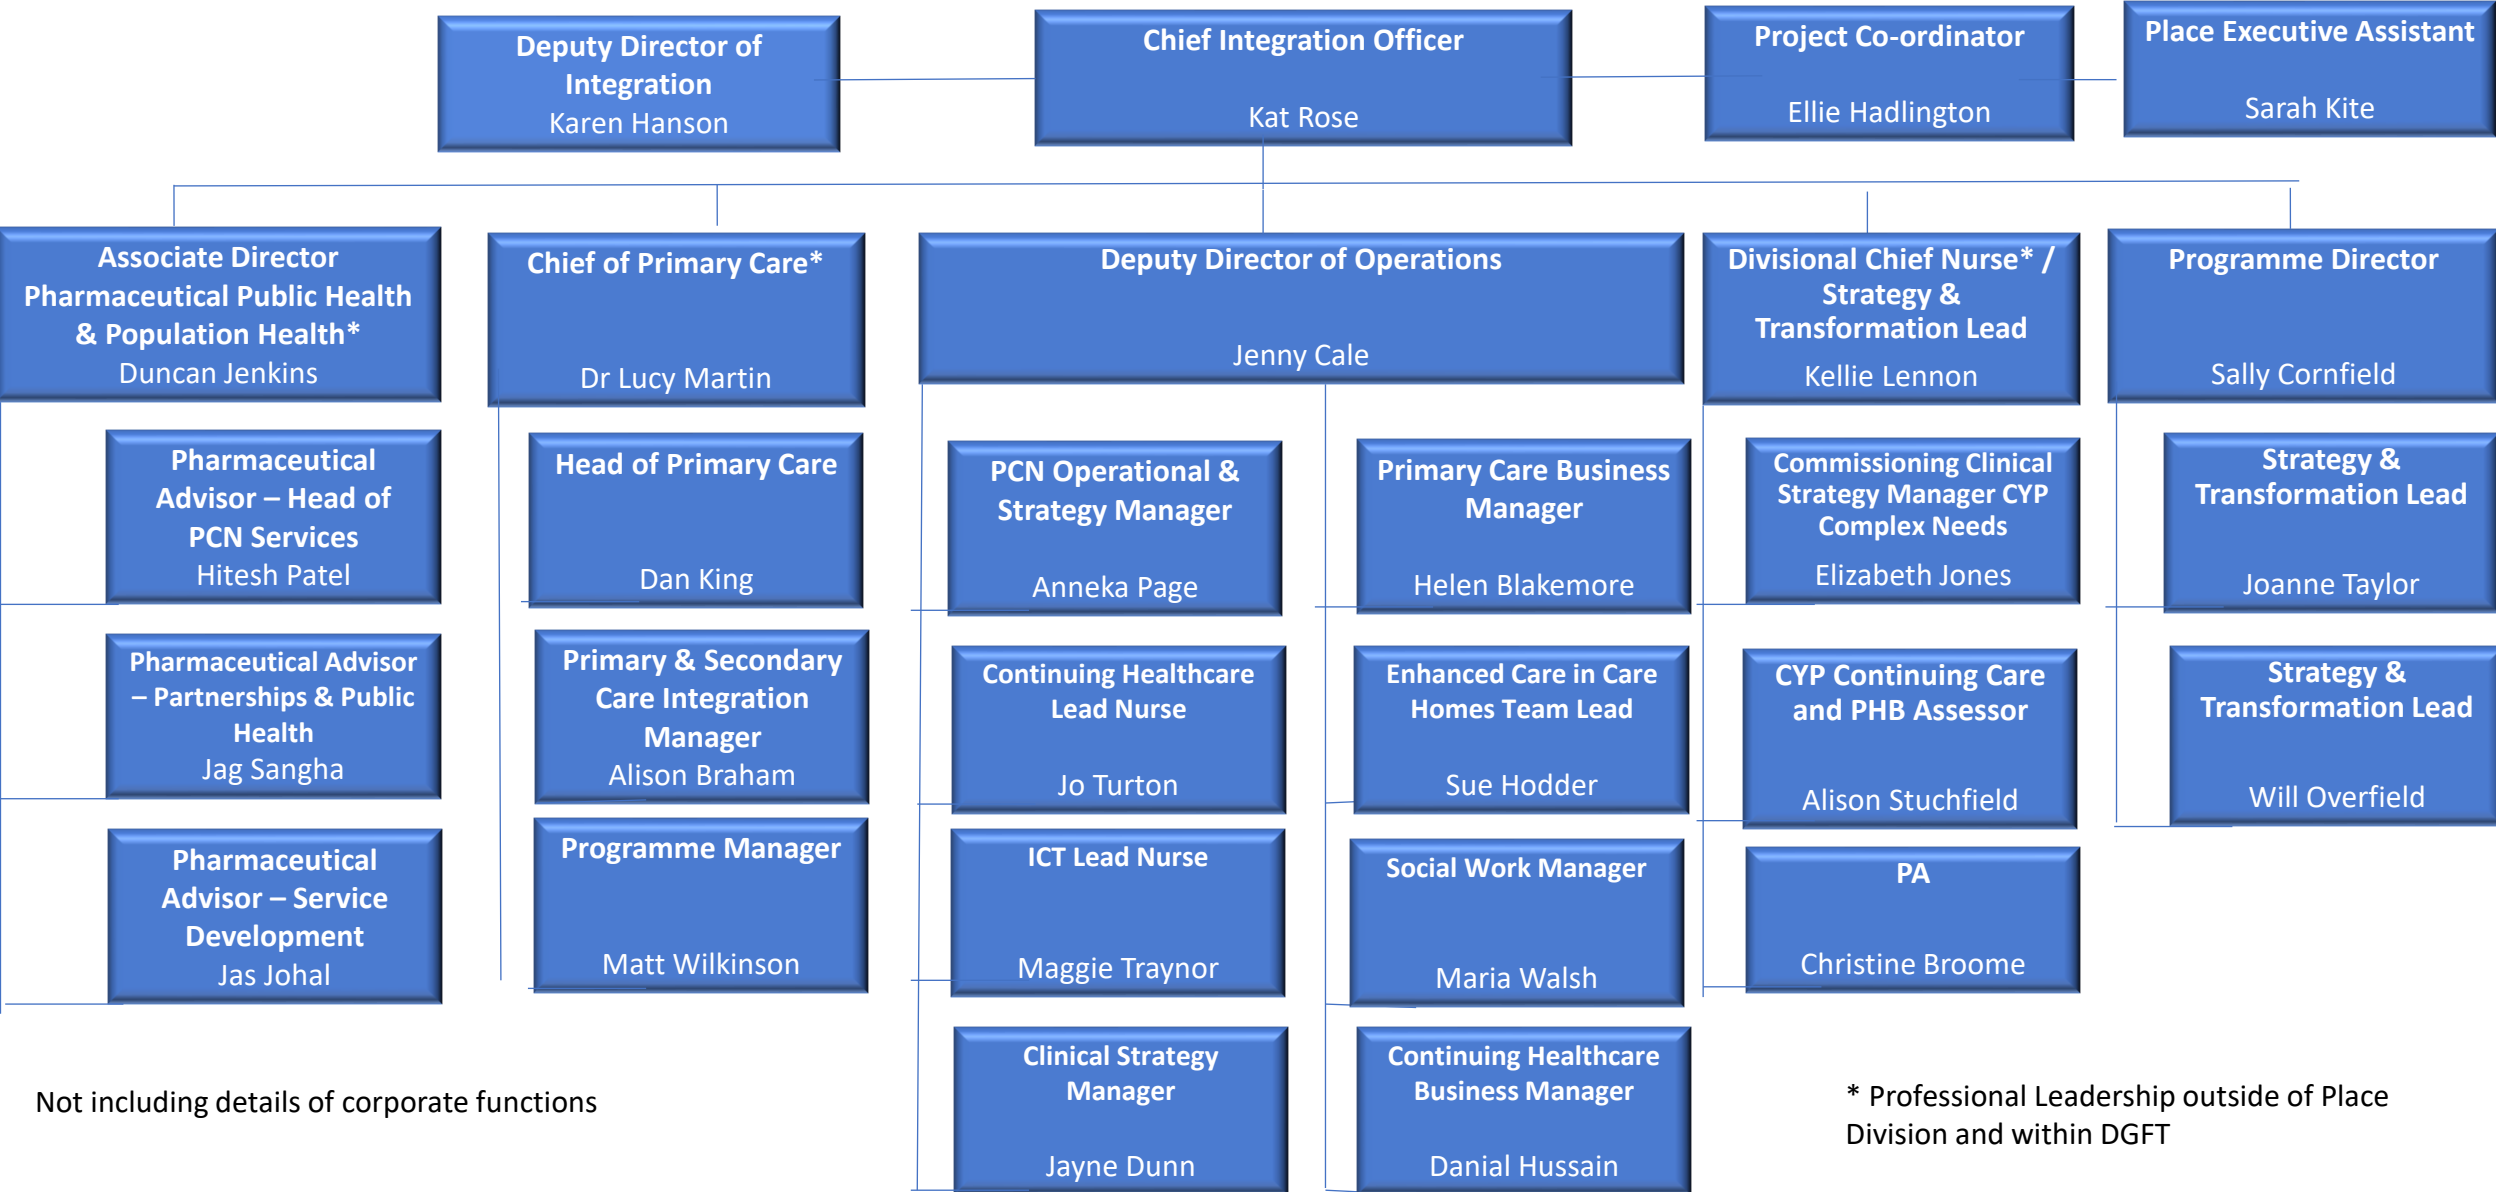 Deputy Director of
Integration
Karen Hanson
Chief Integration Officer
Kat Rose
Project Co-ordinator
Ellie Hadlington
Place Executive Assistant
Sarah Kite
Associate Director
Pharmaceutical Public Health
& Population Health*
Duncan Jenkins
Chief of Primary Care*
Dr Lucy Martin
Deputy Director of Operations
Jenny Cale
Divisional Chief Nurse* /
Strategy &
Transformation Lead
Kellie Lennon
Programme Director
Sally Cornfield
Pharmaceutical
Advisor – Head of
PCN Services
Hitesh Patel
Head of Primary Care
Dan King
PCN Operational &
Strategy Manager
Anneka Page
Primary Care Business
Manager
Helen Blakemore
Commissioning Clinical
Strategy Manager CYP
Complex Needs
Elizabeth Jones
Strategy &
Transformation Lead
Joanne Taylor
Pharmaceutical Advisor
– Partnerships & Public
Health
Jag Sangha
Primary & Secondary
Care Integration
Manager
Alison Braham
Continuing Healthcare
Lead Nurse
Jo Turton
Enhanced Care in Care
Homes Team Lead
Sue Hodder
CYP Continuing Care
and PHB Assessor
Alison Stuchfield
Strategy &
Transformation Lead
Will Overfield
Pharmaceutical
Advisor – Service
Development
Jas Johal
Programme Manager
Matt Wilkinson
ICT Lead Nurse
Maggie Traynor
Social Work Manager
Maria Walsh
PA
Christine Broome
Clinical Strategy
Manager
Jayne Dunn
Continuing Healthcare
Business Manager
Danial Hussain
Not including details of corporate functions
* Professional Leadership outside of Place
Division and within DGFT